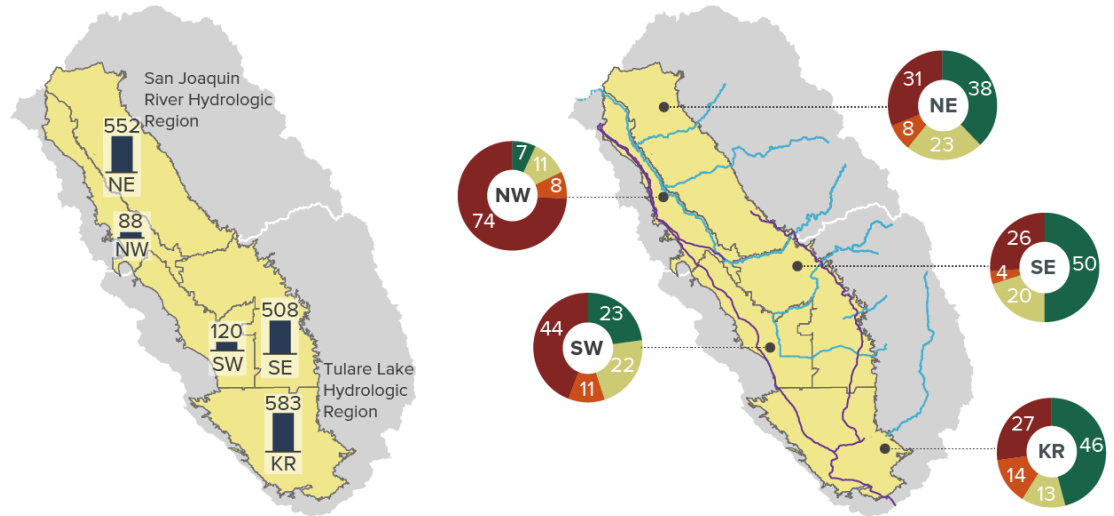 San Joaquin
River Hydrologic
Region
552
NE
88
NW
120
SW
508
SE
Tulare Lake
Hydrologic
Region
583
KR
31
38
NE
8
23
7
11
8
NW
74
26
50
SE
4
20
44
23
SW
22
11
27
46
KR
14
13